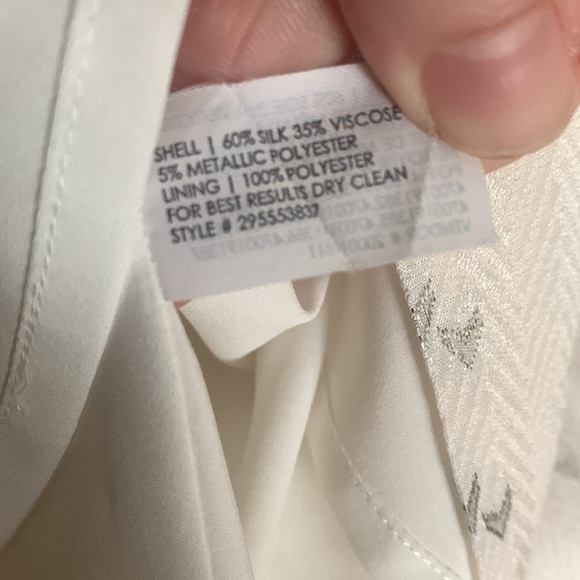 SHELL | 60% SILK 35% VISCOSE
5% METALLIC POLYESTER
LINING | 100% POLYESTER
FOR BEST RESULTS DRY CLEAN
STYLE # 295553837